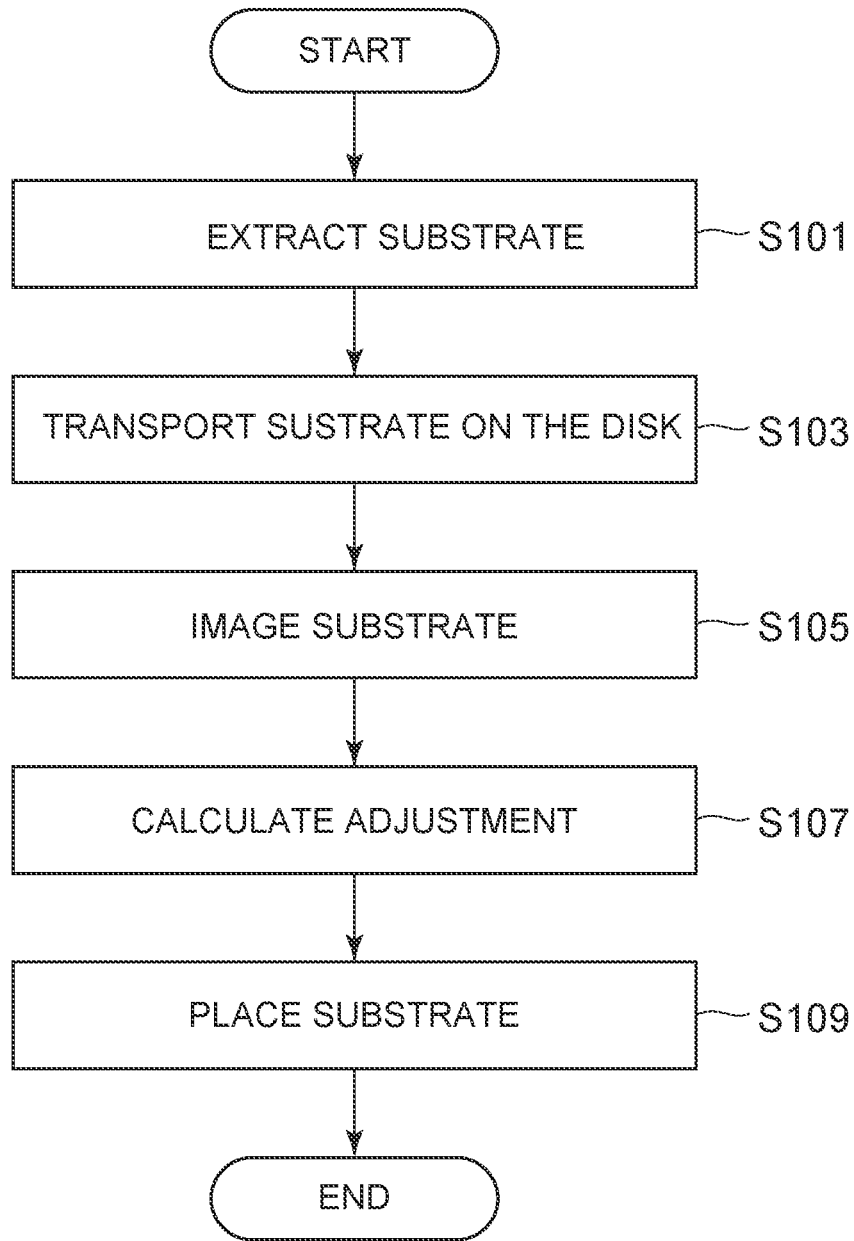 START
EXTRACT SUBSTRATE
S101
TRANSPORT SUSTRATE ON THE DISK
S103
IMAGE SUBSTRATE
S105
CALCULATE ADJUSTMENT
S107
PLACE SUBSTRATE
S109
END